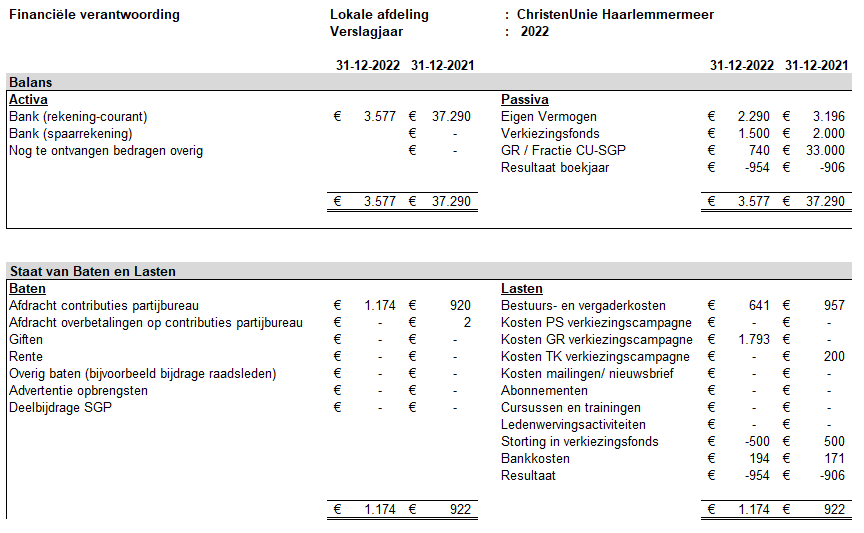 Financiële verantwoording Lokale afdeling : ChristenUnie Haarlemmermeer
Verslagjaar : 2022
31-12-2022 31-12-2021 31-12-2022 31-12-2021
Balans
Activa Passiva
Bank (rekening-courant) € 3.577 € 37.290 Eigen Vermogen € 2.290 € 3.196
Bank (spaarrekening) € - Verkiezingsfonds € 1.500 € 2.000
Nog te ontvangen bedragen overig € - GR / Fractie CU-SGP € 740 € 33.000
Resultaat boekjaar € -954 € -906
€ 3.577 € 37.290 € 3.577 € 37.290
Staat van Baten en Lasten
Baten Lasten
Afdracht contributies partijbureau € 1.174 € 920 Bestuurs- en vergaderkosten € 641 € 957
Afdracht overbetalingen op contributies partijbureau € - € 2 Kosten PS verkiezingscampagne € - € -
Giften € - € - Kosten GR verkiezingscampagne € 1.793 € -
Rente € - € - Kosten TK verkiezingscampagne € - € 200
Overig baten (bijvoorbeeld bijdrage raadsleden) € - € - Kosten mailingen/ nieuwsbrief € - € -
Advertentie opbrengsten € - € - Abonnementen € - € -
Deelbijdrage SGP € - € - Cursussen en trainingen € - € -
Ledenwervingsactiviteiten € - € -
Storting in verkiezingsfonds € -500 € 500
Bankkosten € 194 € 171
Resultaat € -954 € -906
€ 1.174 € 922 € 1.174 € 922